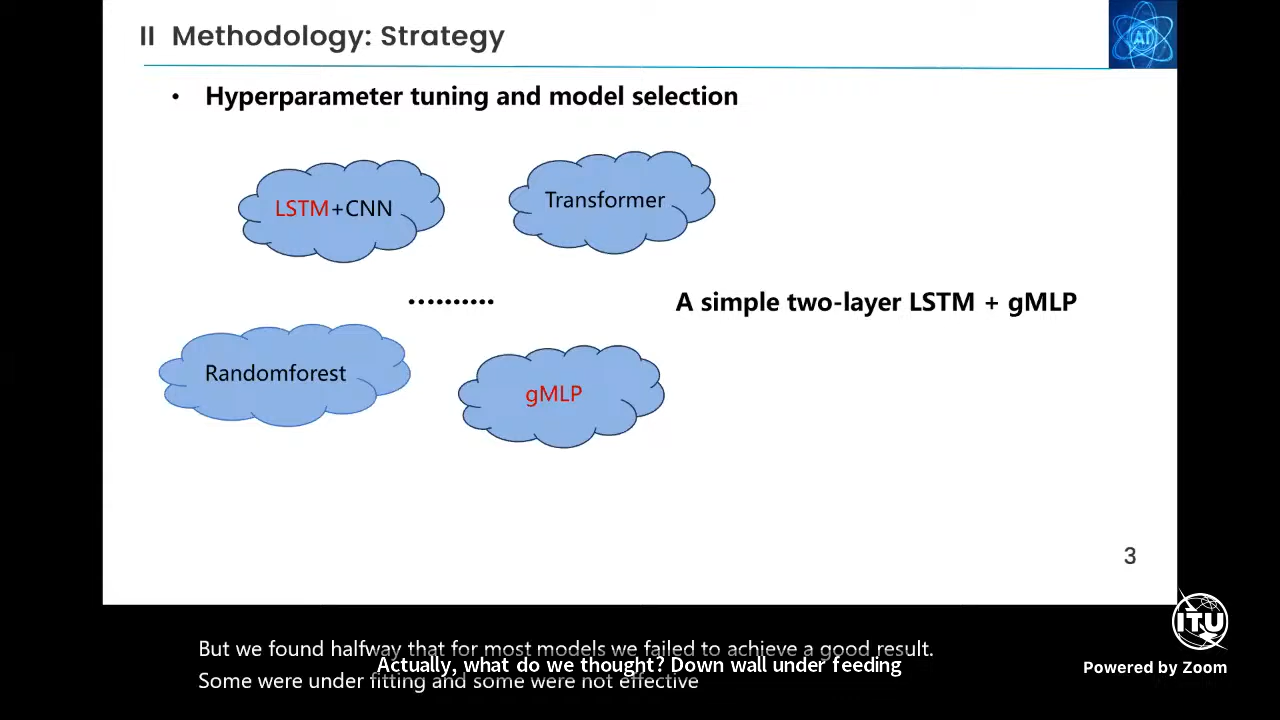 II Methodology: Strategy
AI
• Hyperparameter tuning and model selection
LSTM+CNN
Transformer
..........
A simple two-layer LSTM + gMLP
Randomforest
gMLP
3
But we found halfway that for most models we failed to achieve a good result.
Actually, what do we thought? Down wall under feeding
Some were under fitting and some were not effective
ITU
Powered by Zoom